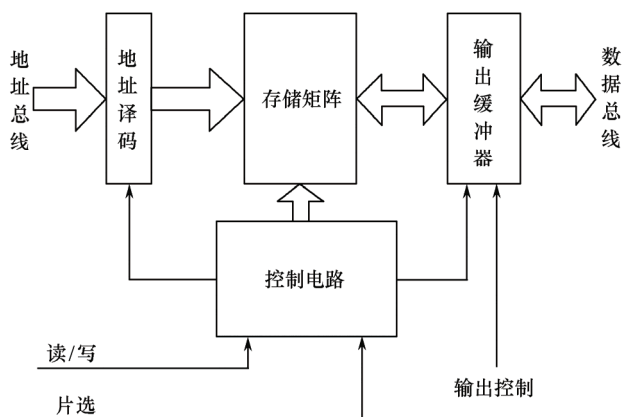 地址总线
地址译码
存储矩阵
输出缓冲器
数据总线
控制电路
读/写
片选
输出控制